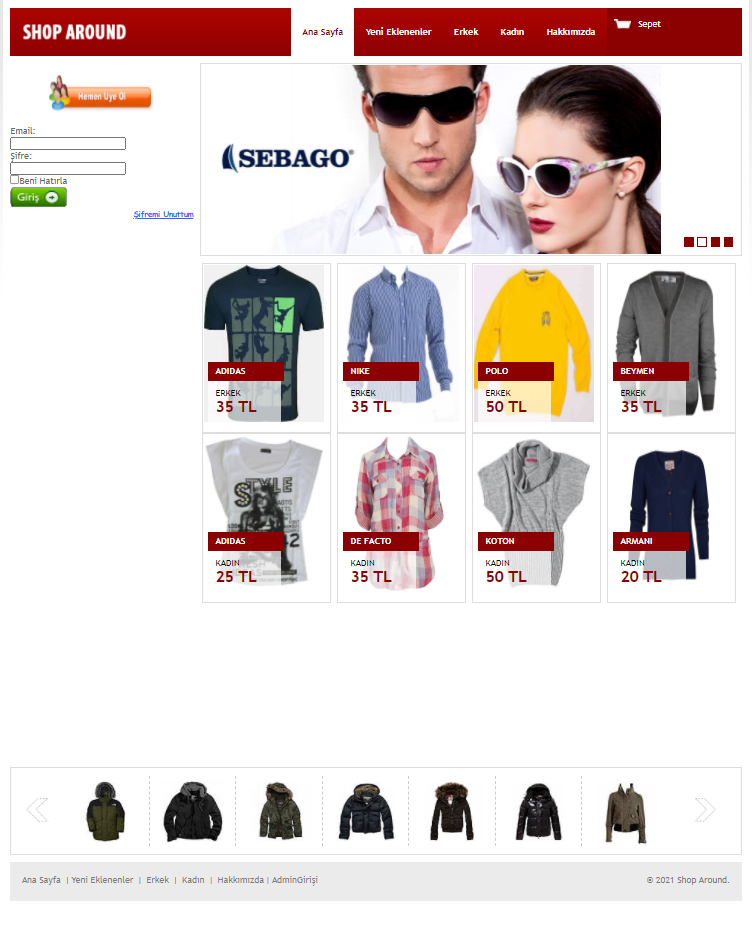 SHOP AROUND
Ana Sayfa Yeni Eklenenler Erkek Kadın Hakkımızda Sepet
Hemen Üye Ol
Email:
Şifre:
Beni Hatırla
Giriş
Şifremi Unuttum
SEBAGO
ADIDAS
ERKEK
35 TL
NIKE
ERKEK
35 TL
POLO
ERKEK
50 TL
BEYMEN
ERKEK
35 TL
STYLE
42
ADIDAS
KADIN
25 TL
DE FACTO
KADIN
35 TL
KOTON
KADIN
50 TL
ARMANI
KADIN
20 TL
Ana Sayfa | Yeni Eklenenler | Erkek | Kadın | Hakkımızda | AdminGirişi
© 2021 Shop Around.